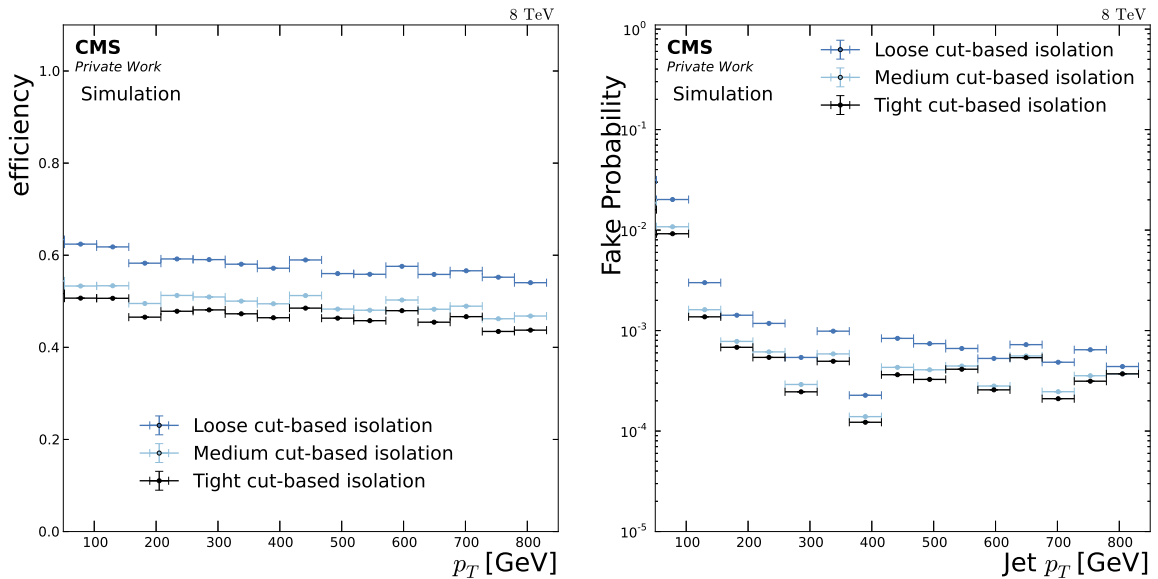 8 TeV
CMS
Private Work
Simulation
efficiency
1.0
0.8
0.6
0.4
0.2
0.0
Loose cut-based isolation
Medium cut-based isolation
Tight cut-based isolation
100 200 300 400 500 600 700 800
p_T [GeV]
8 TeV
CMS
Private Work
Simulation
Loose cut-based isolation
Medium cut-based isolation
Tight cut-based isolation
Fake Probability
10^0
10^-1
10^-2
10^-3
10^-4
10^-5
100 200 300 400 500 600 700 800
Jet p_T [GeV]